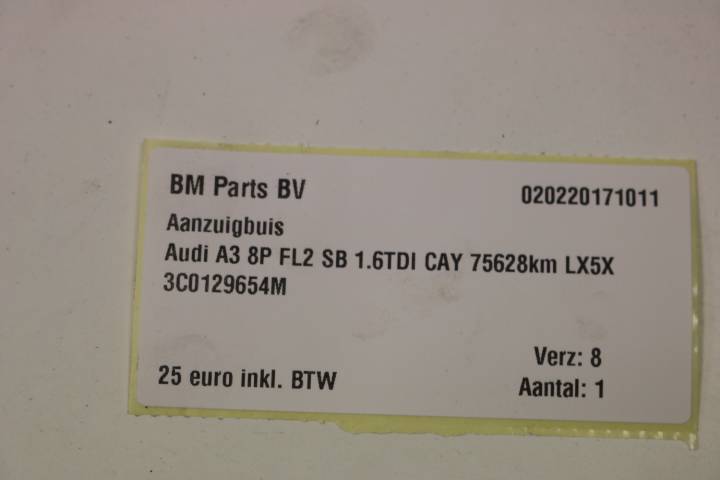 BM Parts BV 020220171011
Aanzuigbuis
Audi A3 8P FL2 SB 1.6TDI CAY 75628km LX5X
3C0129654M
Verz: 8
25 euro inkl. BTW Aantal: 1